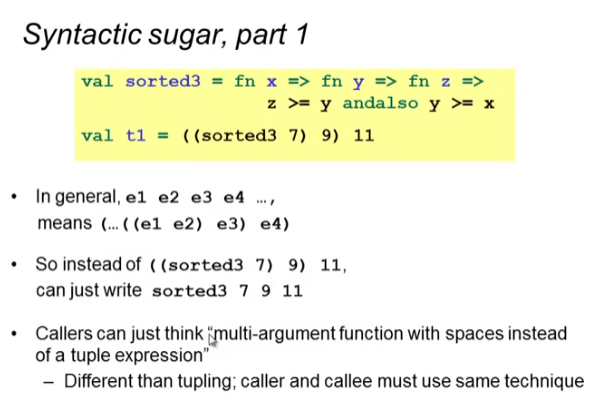 Syntactic sugar, part 1
val sorted3 = fn x => fn y => fn z =>
z >= y andalso y >= x
val t1 = ((sorted3 7) 9) 11
• In general, e1 e2 e3 e4 …,
means (…((e1 e2) e3) e4)
• So instead of ((sorted3 7) 9) 11,
can just write sorted3 7 9 11
• Callers can just think “multi-argument function with spaces instead
of a tuple expression”
– Different than tupling; caller and callee must use same technique